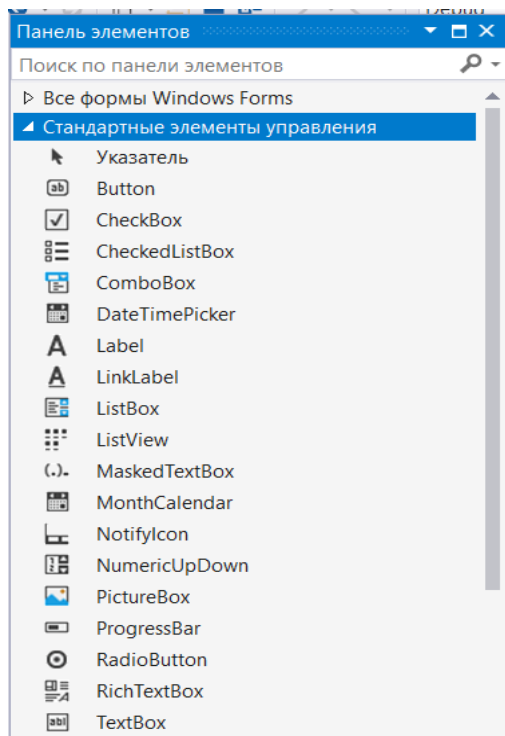 Debug
Панель элементов
Поиск по панели элементов
Все формы Windows Forms
Стандартные элементы управления
Указатель
Button
CheckBox
CheckedListBox
ComboBox
DateTimePicker
Label
LinkLabel
ListBox
ListView
MaskedTextBox
MonthCalendar
NotifyIcon
NumericUpDown
PictureBox
ProgressBar
RadioButton
RichTextBox
TextBox